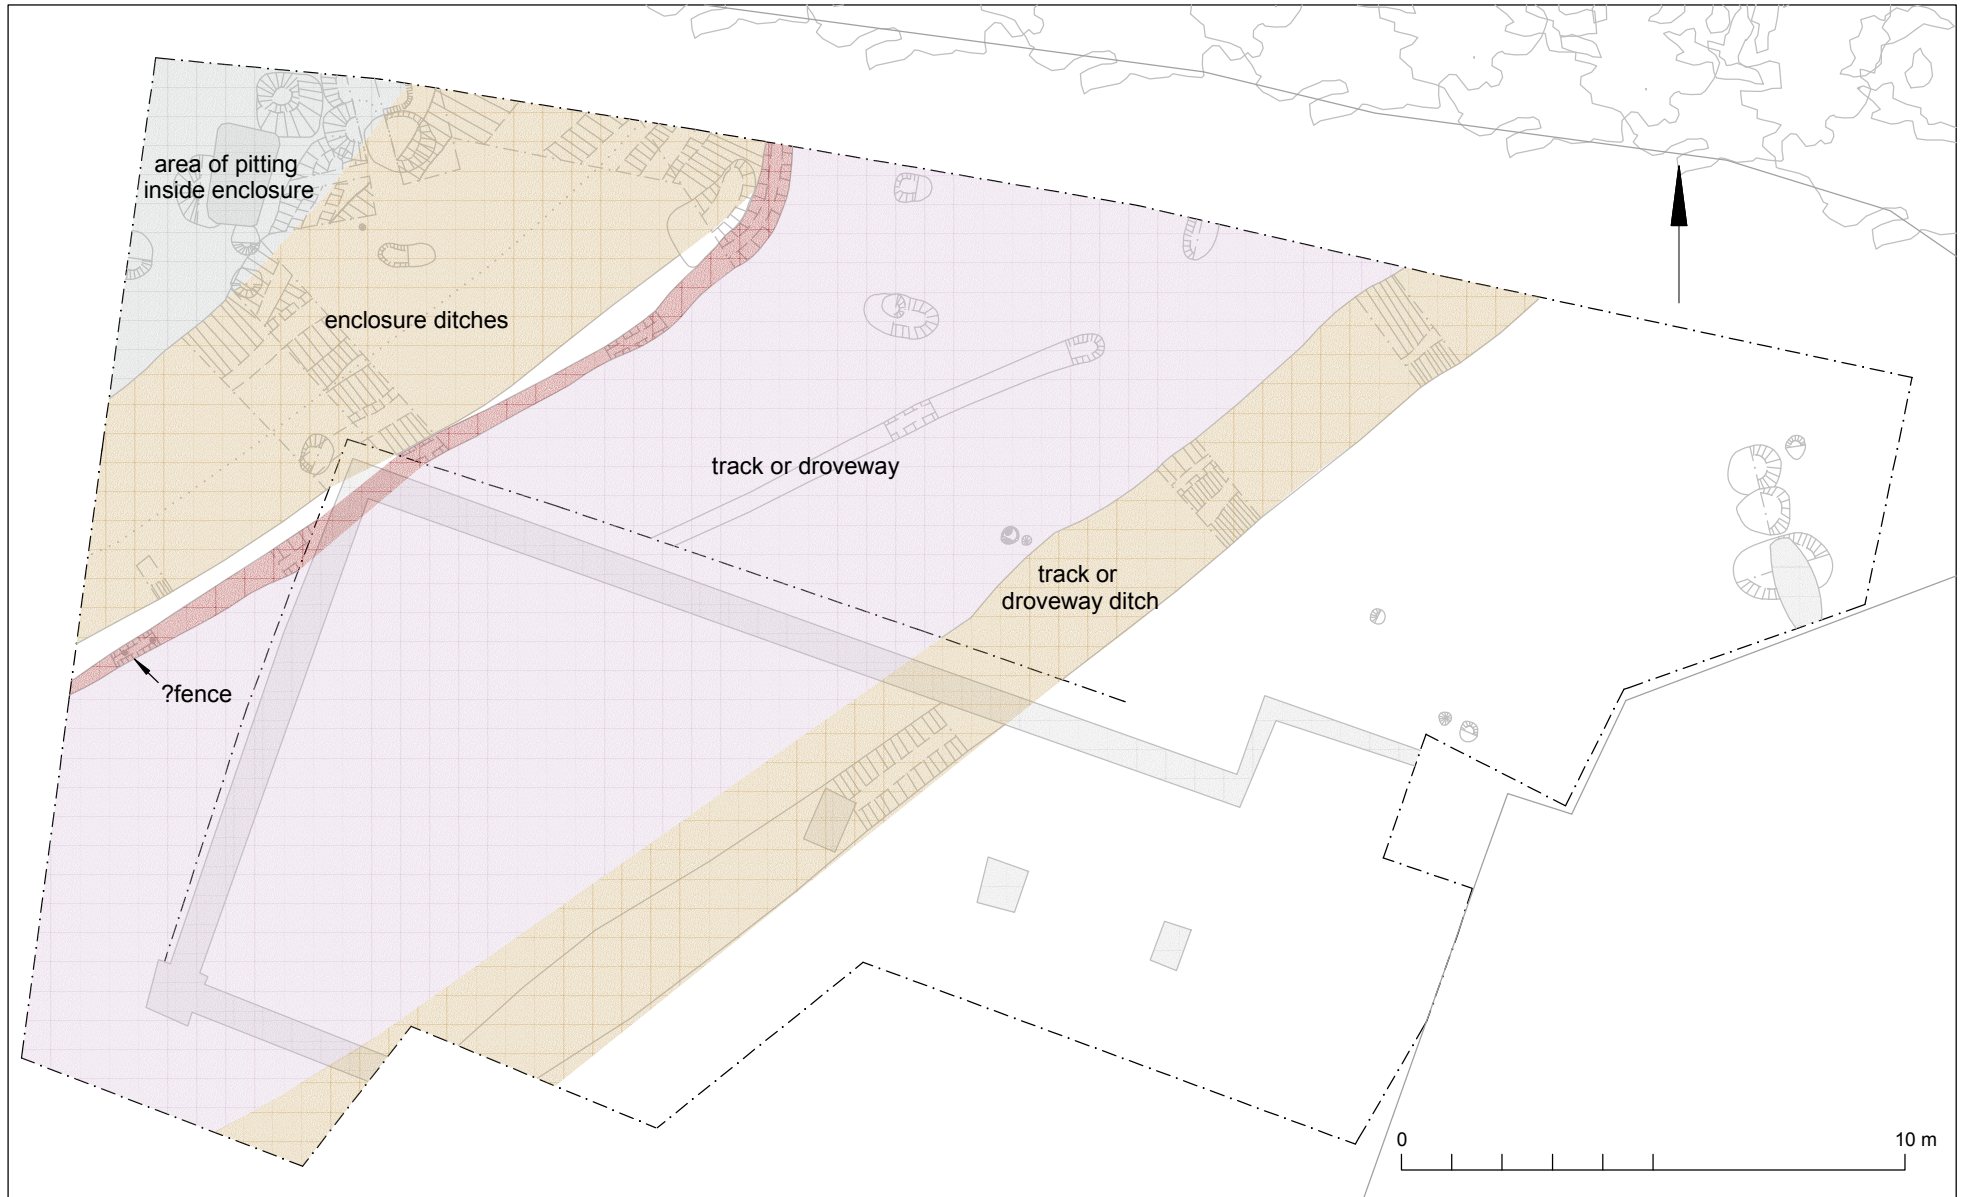 area of pitting
inside enclosure
enclosure ditches
track or droveway
track or
droveway ditch
?fence
0 10 m